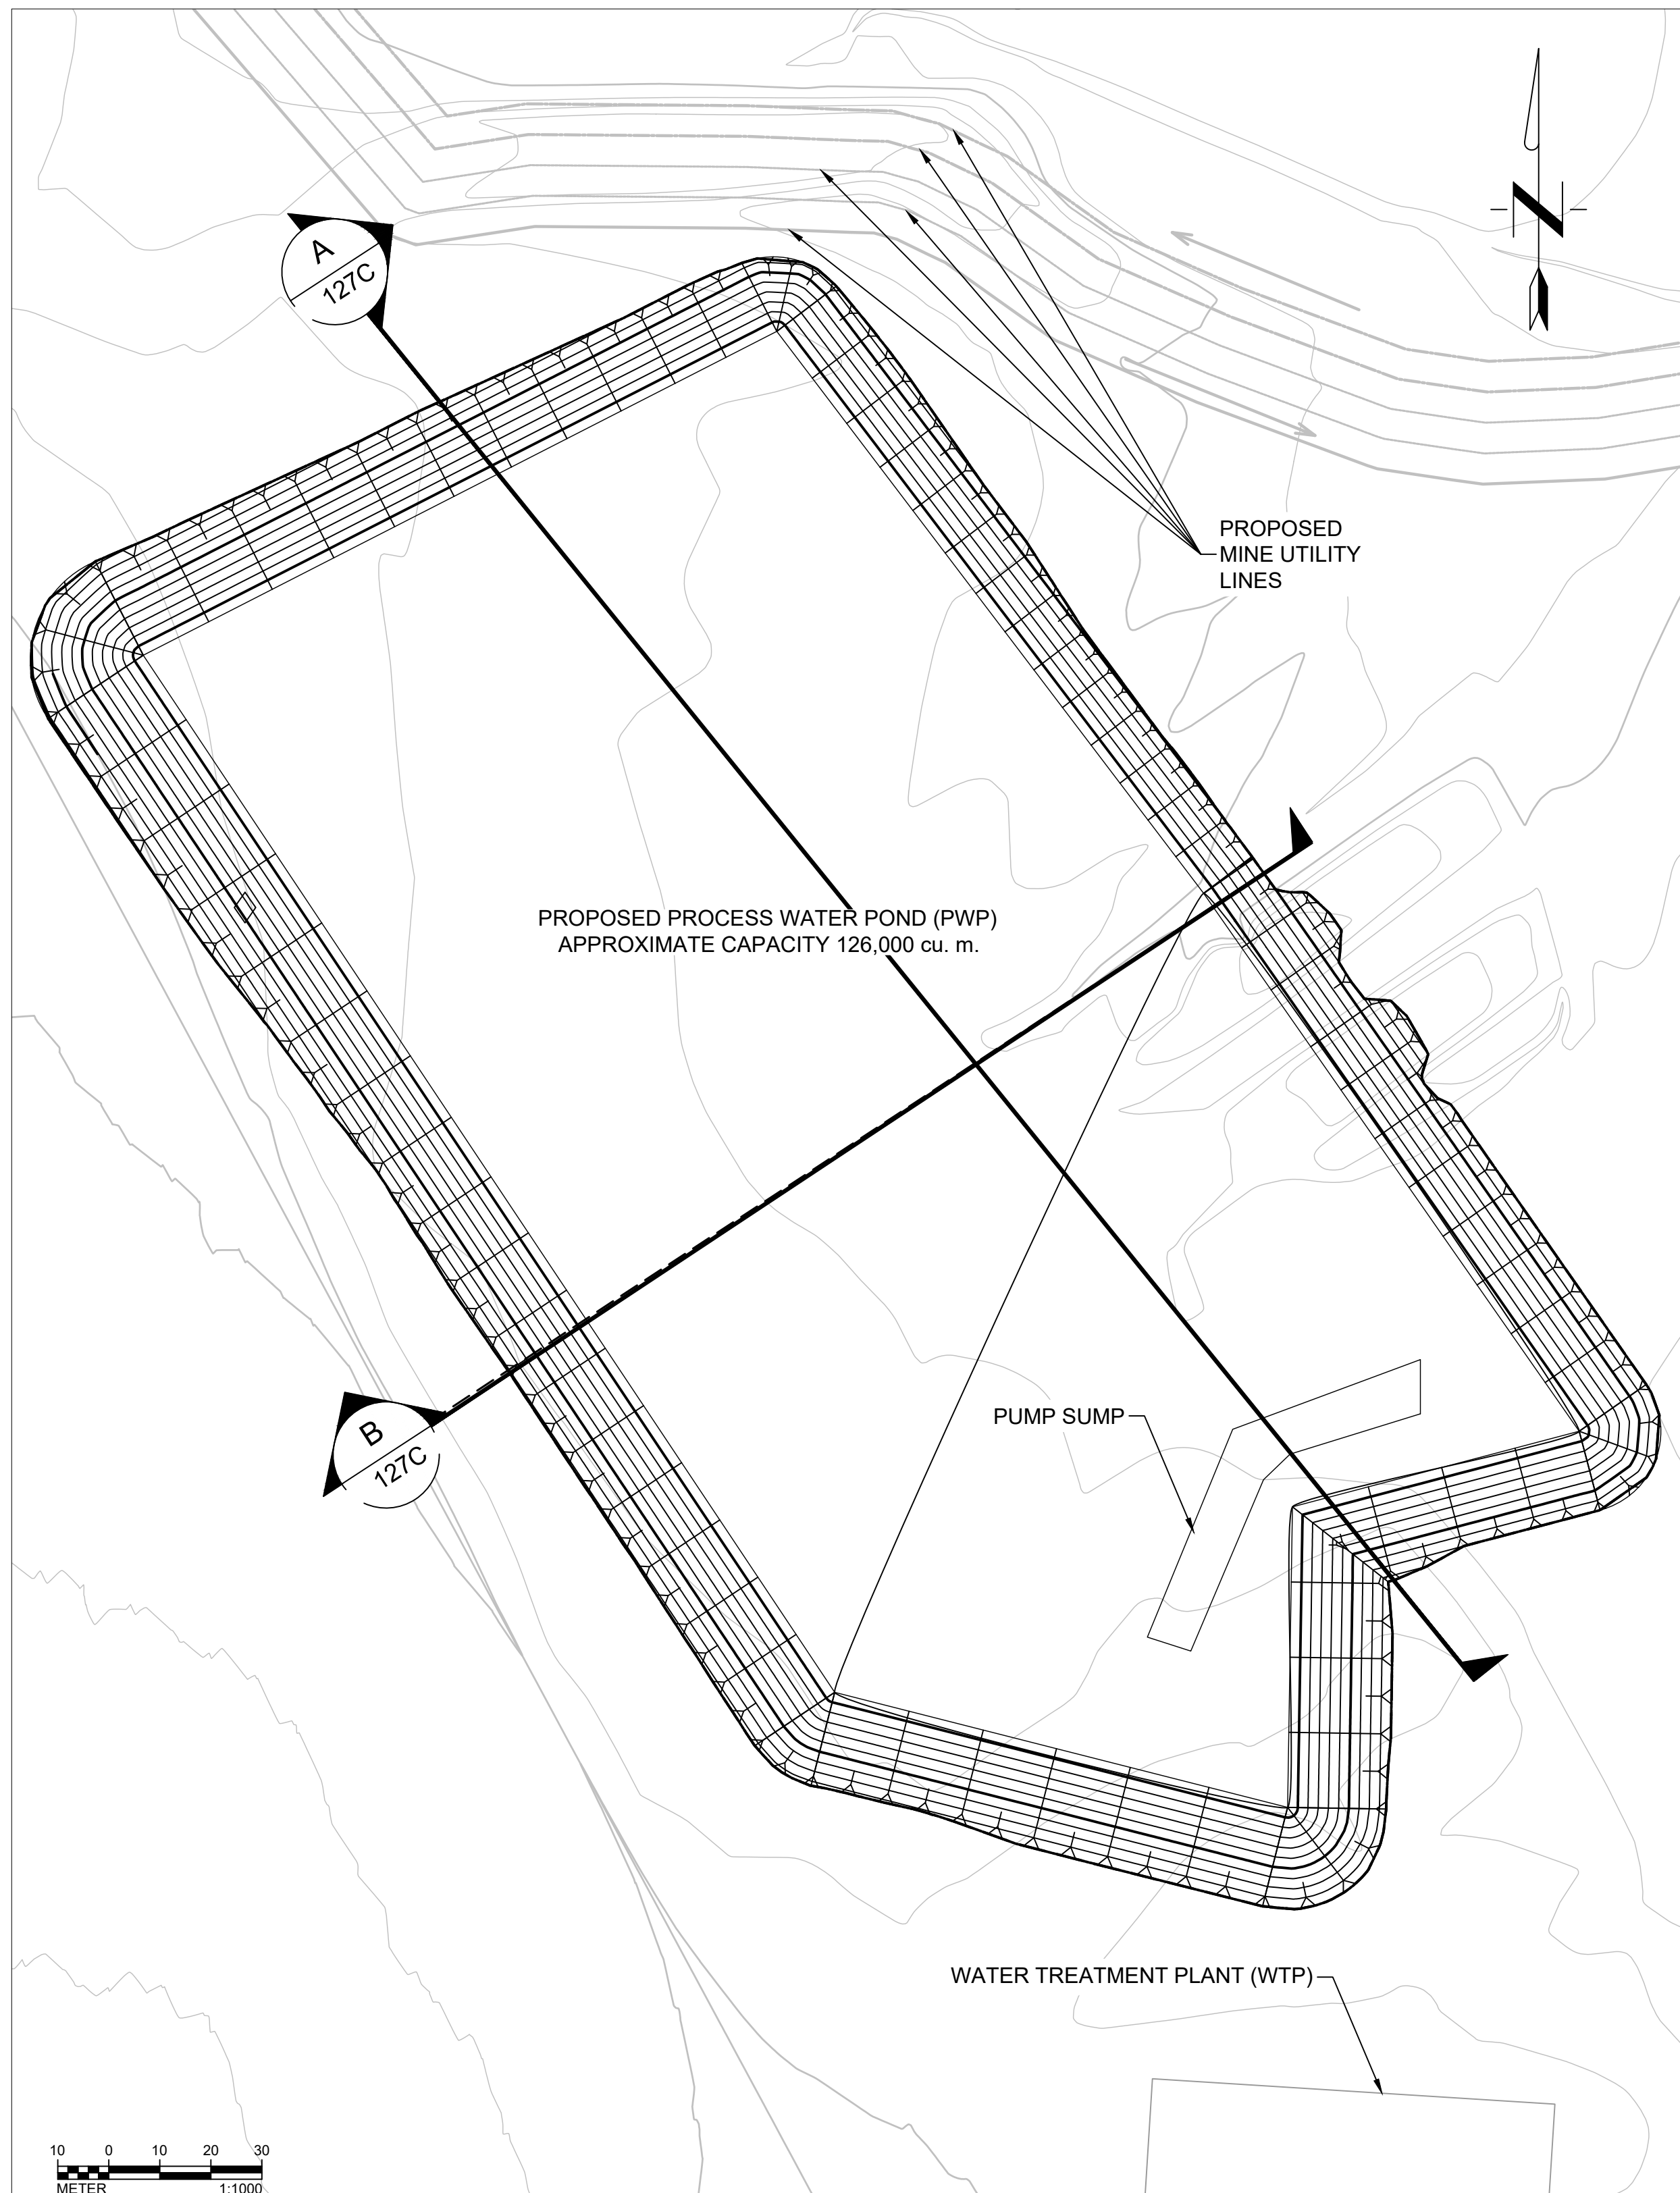 N
A
127C
PROPOSED
MINE UTILITY
LINES
PROPOSED PROCESS WATER POND (PWP)
APPROXIMATE CAPACITY 126,000 cu. m.
B
127C
PUMP SUMP
WATER TREATMENT PLANT (WTP)
10 0 10 20 30
METER 1:1000